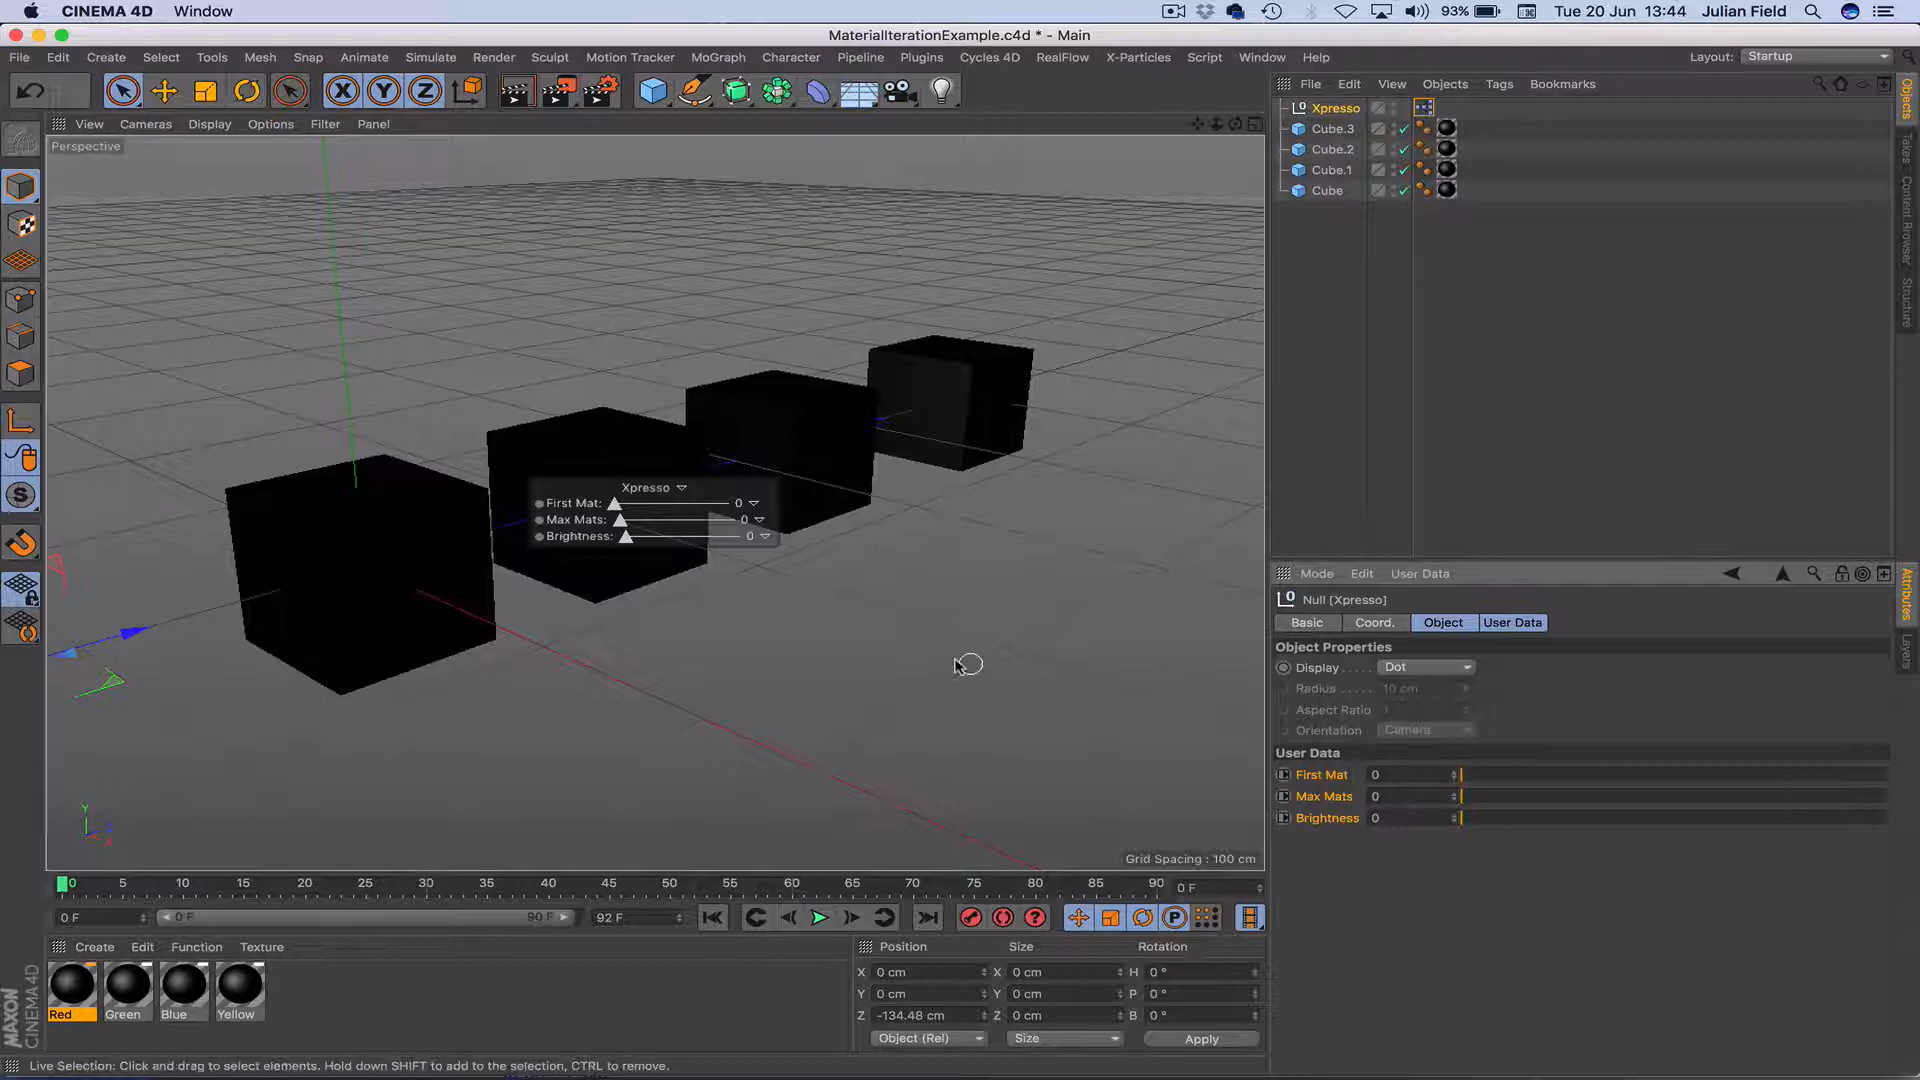 CINEMA 4D Window 93% Tue 20 Jun 13:44 Julian Field
MaterialIterationExample.c4d * - Main
File Edit Create Select Tools Mesh Snap Animate Simulate Render Sculpt Motion Tracker MoGraph Character Pipeline Plugins Cycles 4D RealFlow X-Particles Script Window Help Layout: Startup
File Edit View Objects Tags Bookmarks
View Cameras Display Options Filter Panel
Perspective
Xpresso
Cube.3
Cube.2
Cube.1
Cube
Objects
Takes
Content Browser
Structure
Xpresso
First Mat: 0
Max Mats: 0
Brightness: 0
Mode Edit User Data
Null [Xpresso]
Basic Coord. Object User Data
Object Properties
Display Dot
Radius 10 cm
Aspect Ratio 1
Orientation Camera
User Data
First Mat 0
Max Mats 0
Brightness 0
Attributes
Layers
Y
Z
X
Grid Spacing : 100 cm
0 5 10 15 20 25 30 35 40 45 50 55 60 65 70 75 80 85 90 0 F
0 F 0 F 90 F 92 F
Create Edit Function Texture
Red Green Blue Yellow
Position Size Rotation
X 0 cm X 0 cm H 0 °
Y 0 cm Y 0 cm P 0 °
Z -134.48 cm Z 0 cm B 0 °
Object (Rel) Size Apply
MAXON
CINEMA 4D
Live Selection: Click and drag to select elements. Hold down SHIFT to add to the selection, CTRL to remove.